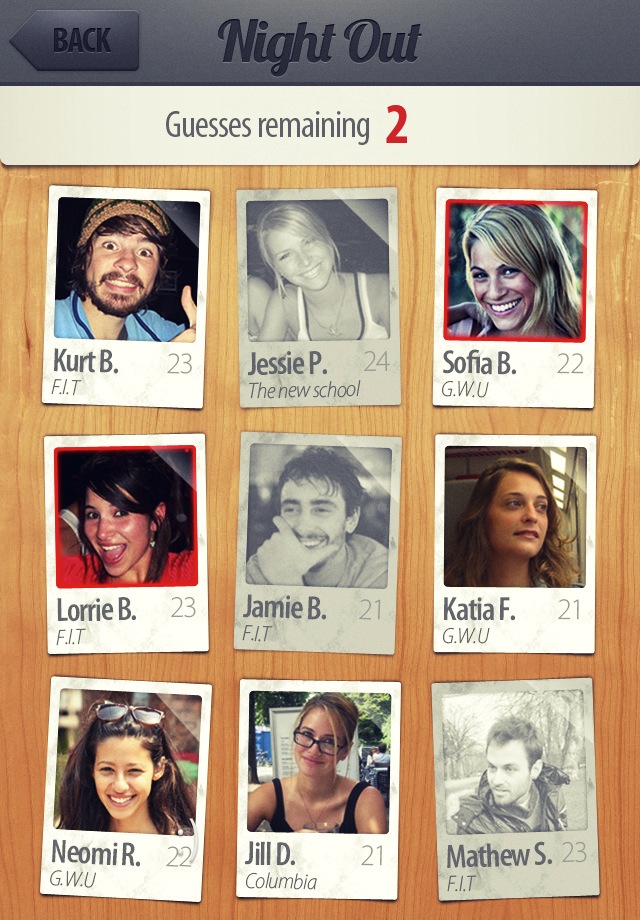 BACK
Night Out
Guesses remaining 2
Kurt B. 23
F.I.T
Jessie P. 24
The new school
Sofia B. 22
G.W.U
Lorrie B. 23
F.I.T
Jamie B. 21
F.I.T
Katia F. 21
G.W.U
Neomi R. 22
G.W.U
Jill D. 21
Columbia
Mathew S. 23
F.I.T